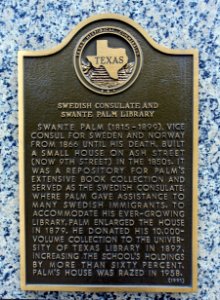 TEXAS
SWEDISH CONSULATE AND
SWANTE PALM LIBRARY
SWANTE PALM (1815-1899), VICE
CONSUL FOR SWEDEN AND NORWAY
FROM 1866 UNTIL HIS DEATH, BUILT
A SMALL HOUSE ON ASH STREET
(NOW 9TH STREET) IN THE 1850s. IT
WAS A REPOSITORY FOR PALM'S
EXTENSIVE BOOK COLLECTION AND
SERVED AS THE SWEDISH CONSULATE,
WHERE PALM GAVE ASSISTANCE TO
MANY SWEDISH IMMIGRANTS. TO
ACCOMMODATE HIS EVER-GROWING
LIBRARY, PALM ENLARGED THE HOUSE
IN 1879. HE DONATED HIS 10,000-
VOLUME COLLECTION TO THE UNIVER-
SITY OF TEXAS LIBRARY IN 1897,
INCREASING THE SCHOOL'S HOLDINGS
BY MORE THAN SIXTY PERCENT.
PALM'S HOUSE WAS RAZED IN 1958.
(1991)